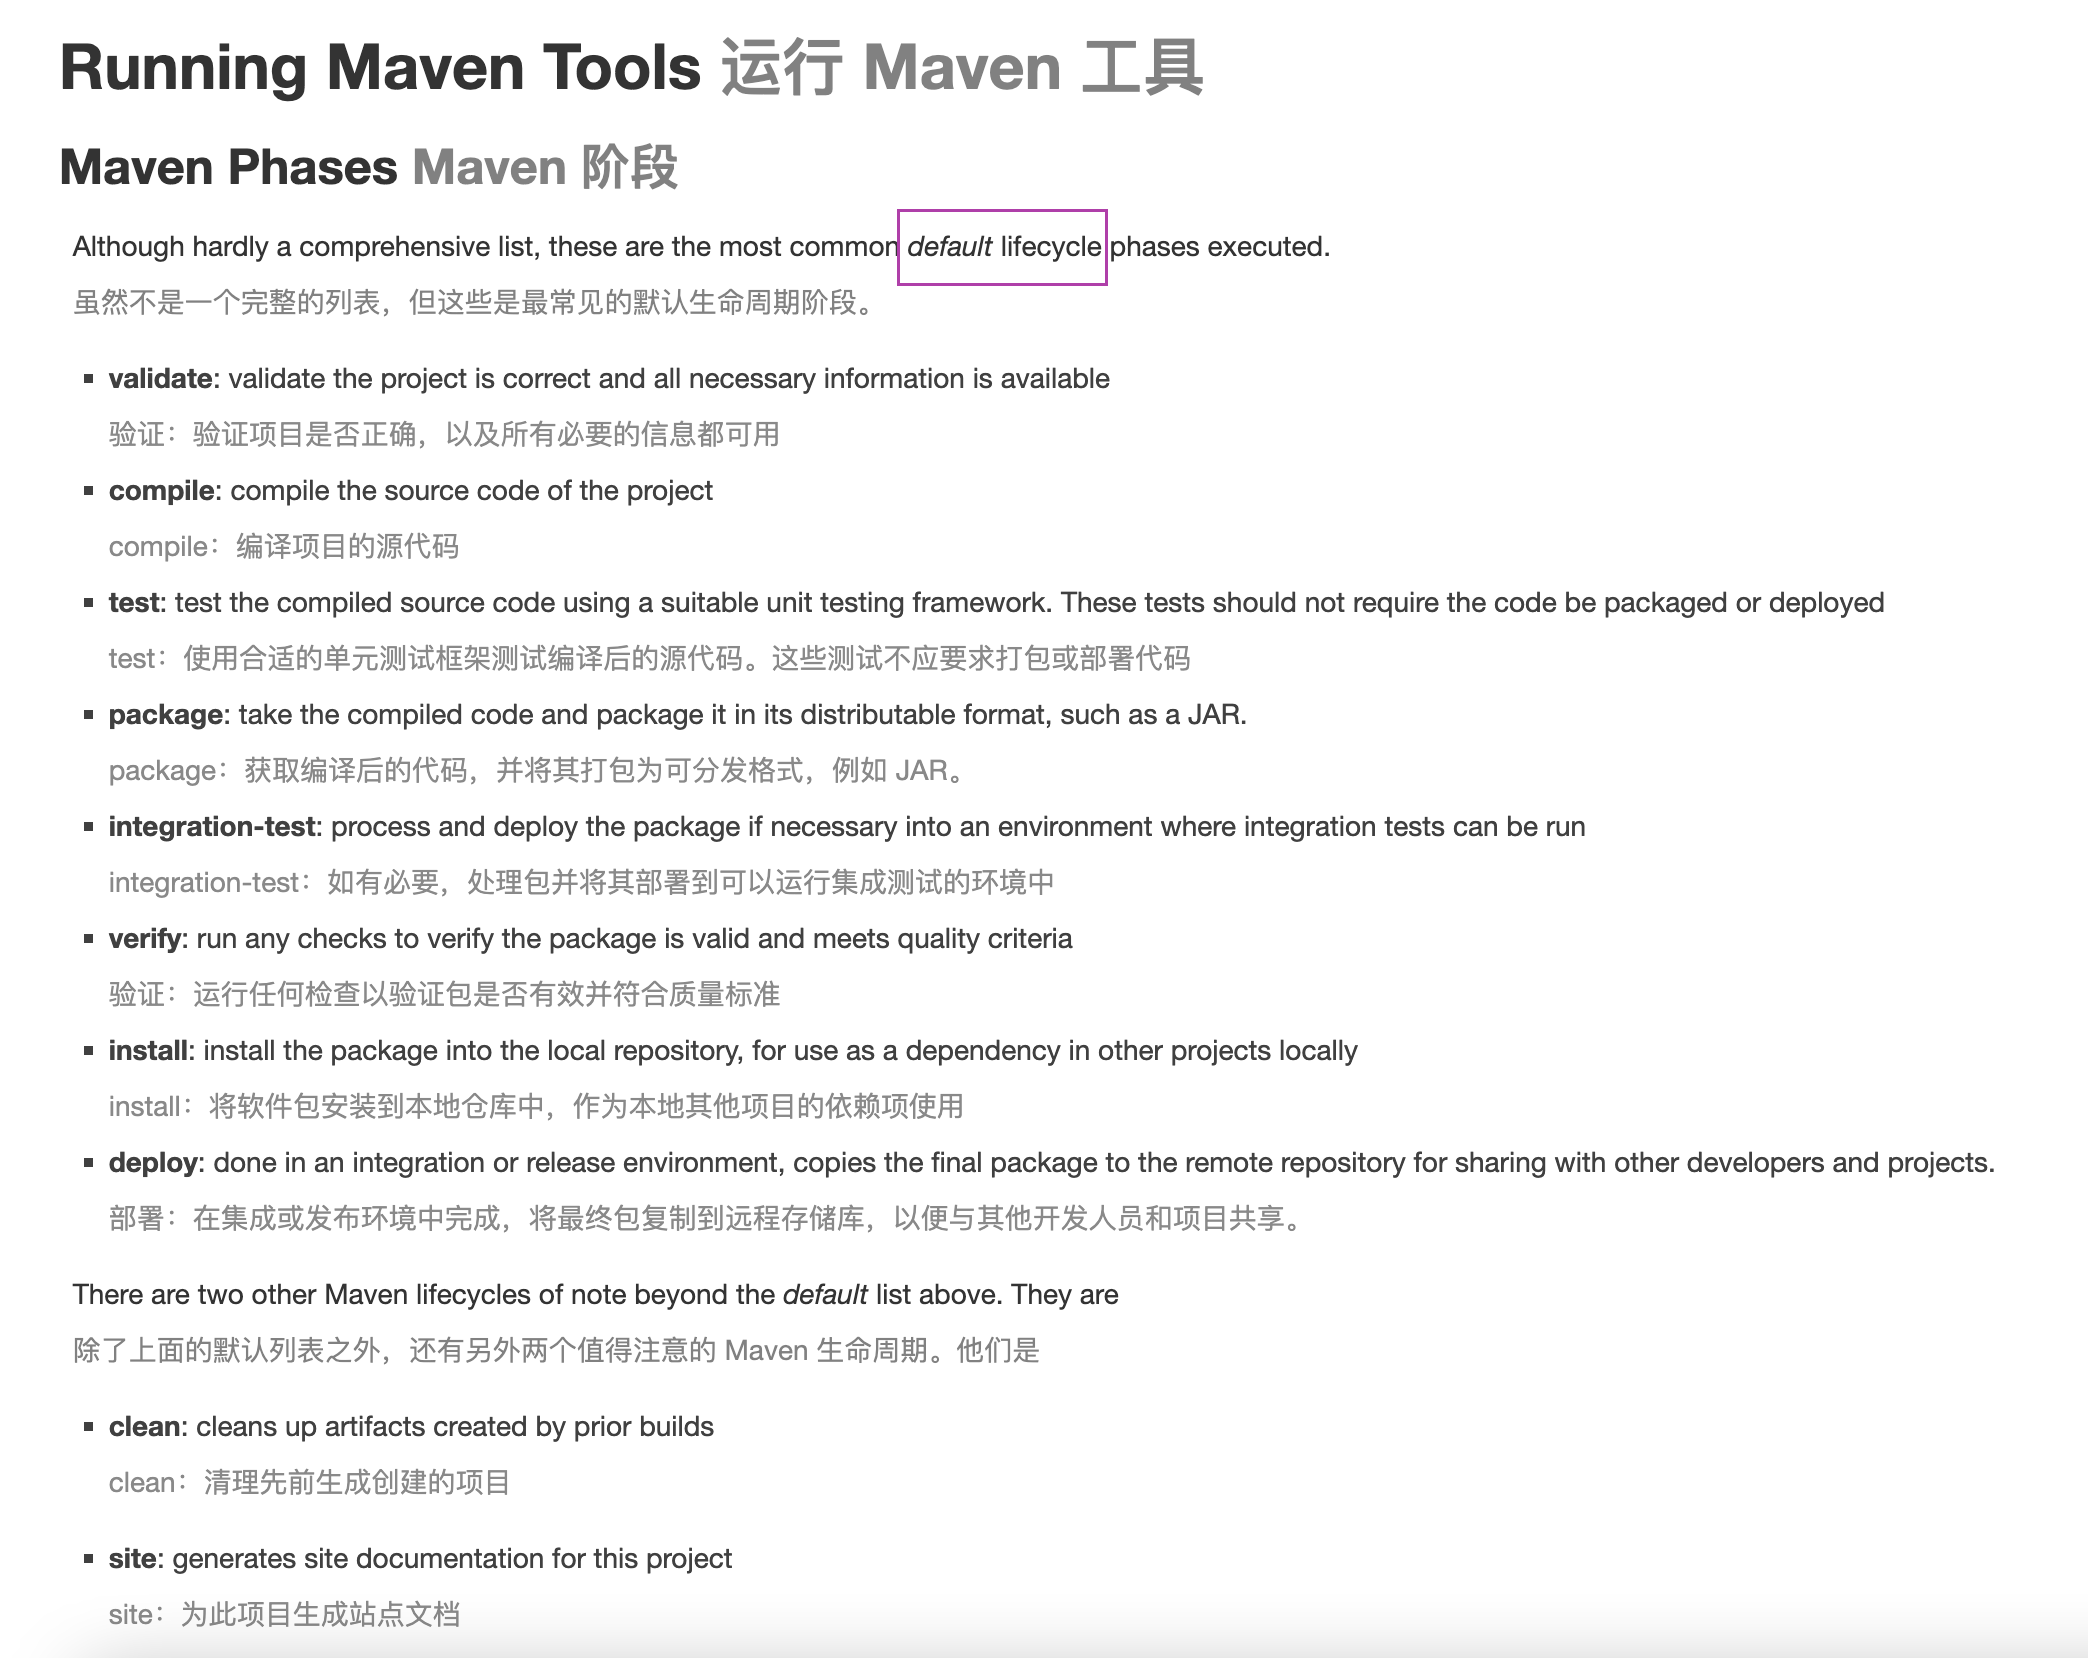 Running Maven Tools 运行 Maven 工具
Maven Phases Maven 阶段
Although hardly a comprehensive list, these are the most common default lifecycle phases executed.
虽然不是一个完整的列表，但这些是最常见的默认生命周期阶段。
▪ validate: validate the project is correct and all necessary information is available
验证：验证项目是否正确，以及所有必要的信息都可用
▪ compile: compile the source code of the project
compile：编译项目的源代码
▪ test: test the compiled source code using a suitable unit testing framework. These tests should not require the code be packaged or deployed
test：使用合适的单元测试框架测试编译后的源代码。这些测试不应要求打包或部署代码
▪ package: take the compiled code and package it in its distributable format, such as a JAR.
package：获取编译后的代码，并将其打包为可分发格式，例如 JAR。
▪ integration-test: process and deploy the package if necessary into an environment where integration tests can be run
integration-test：如有必要，处理包并将其部署到可以运行集成测试的环境中
▪ verify: run any checks to verify the package is valid and meets quality criteria
验证：运行任何检查以验证包是否有效并符合质量标准
▪ install: install the package into the local repository, for use as a dependency in other projects locally
install：将软件包安装到本地仓库中，作为本地其他项目的依赖项使用
▪ deploy: done in an integration or release environment, copies the final package to the remote repository for sharing with other developers and projects.
部署：在集成或发布环境中完成，将最终包复制到远程存储库，以便与其他开发人员和项目共享。
There are two other Maven lifecycles of note beyond the default list above. They are
除了上面的默认列表之外，还有另外两个值得注意的 Maven 生命周期。他们是
▪ clean: cleans up artifacts created by prior builds
clean：清理先前生成创建的项目
▪ site: generates site documentation for this project
site：为此项目生成站点文档